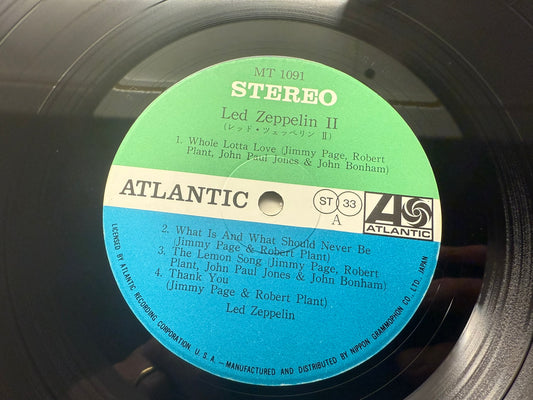 MT 1091
STEREO
Led Zeppelin II
(レッド・ツェッペリン II)
1. Whole Lotta Love (Jimmy Page, Robert
Plant, John Paul Jones & John Bonham)
ATLANTIC
ST 33
A
ATLANTIC
2. What Is And What Should Never Be
(Jimmy Page & Robert Plant)
3. The Lemon Song (Jimmy Page, Robert
Plant, John Paul Jones & John Bonham)
4. Thank You
(Jimmy Page & Robert Plant)
Led Zeppelin
LICENSED BY ATLANTIC RECORDING CORPORATION U.S.A.-MANUFACTURED AND DISTRIBUTED BY NIPPON GRAMMOPHON CO. LTD. JAPAN